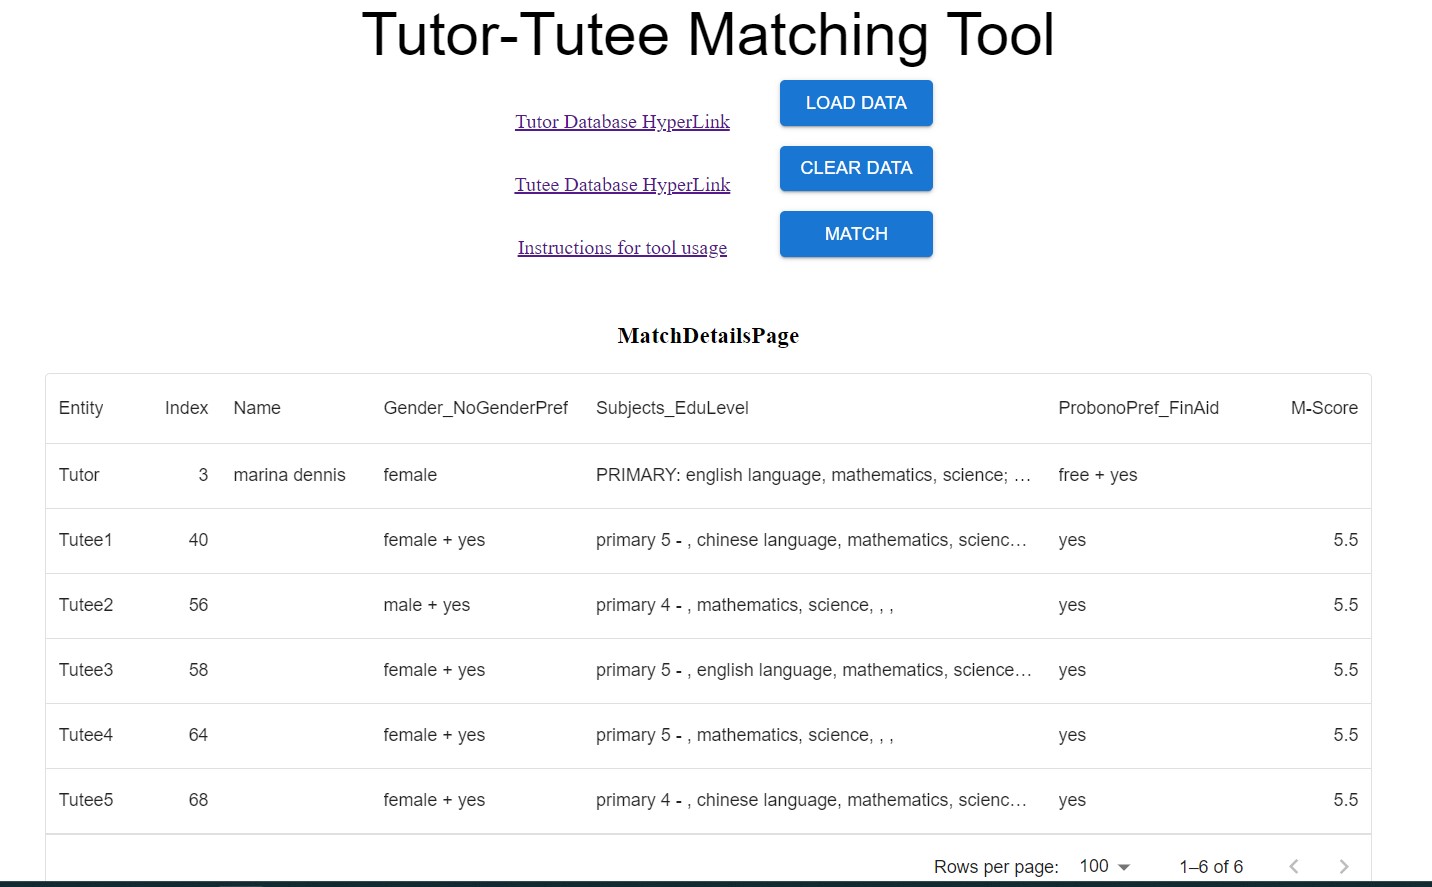 Tutor-Tutee Matching Tool
Tutor Database HyperLink
LOAD DATA
Tutee Database HyperLink
CLEAR DATA
Instructions for tool usage
MATCH
MatchDetailsPage
Entity Index Name Gender_NoGenderPref Subjects_EduLevel ProbonoPref_FinAid M-Score
Tutor 3 marina dennis female PRIMARY: english language, mathematics, science; ... free + yes
Tutee1 40 female + yes primary 5 - , chinese language, mathematics, scienc... yes 5.5
Tutee2 56 male + yes primary 4 - , mathematics, science, , , yes 5.5
Tutee3 58 female + yes primary 5 - , english language, mathematics, science... yes 5.5
Tutee4 64 female + yes primary 5 - , mathematics, science, , , yes 5.5
Tutee5 68 female + yes primary 4 - , chinese language, mathematics, scienc... yes 5.5
Rows per page: 100 1–6 of 6